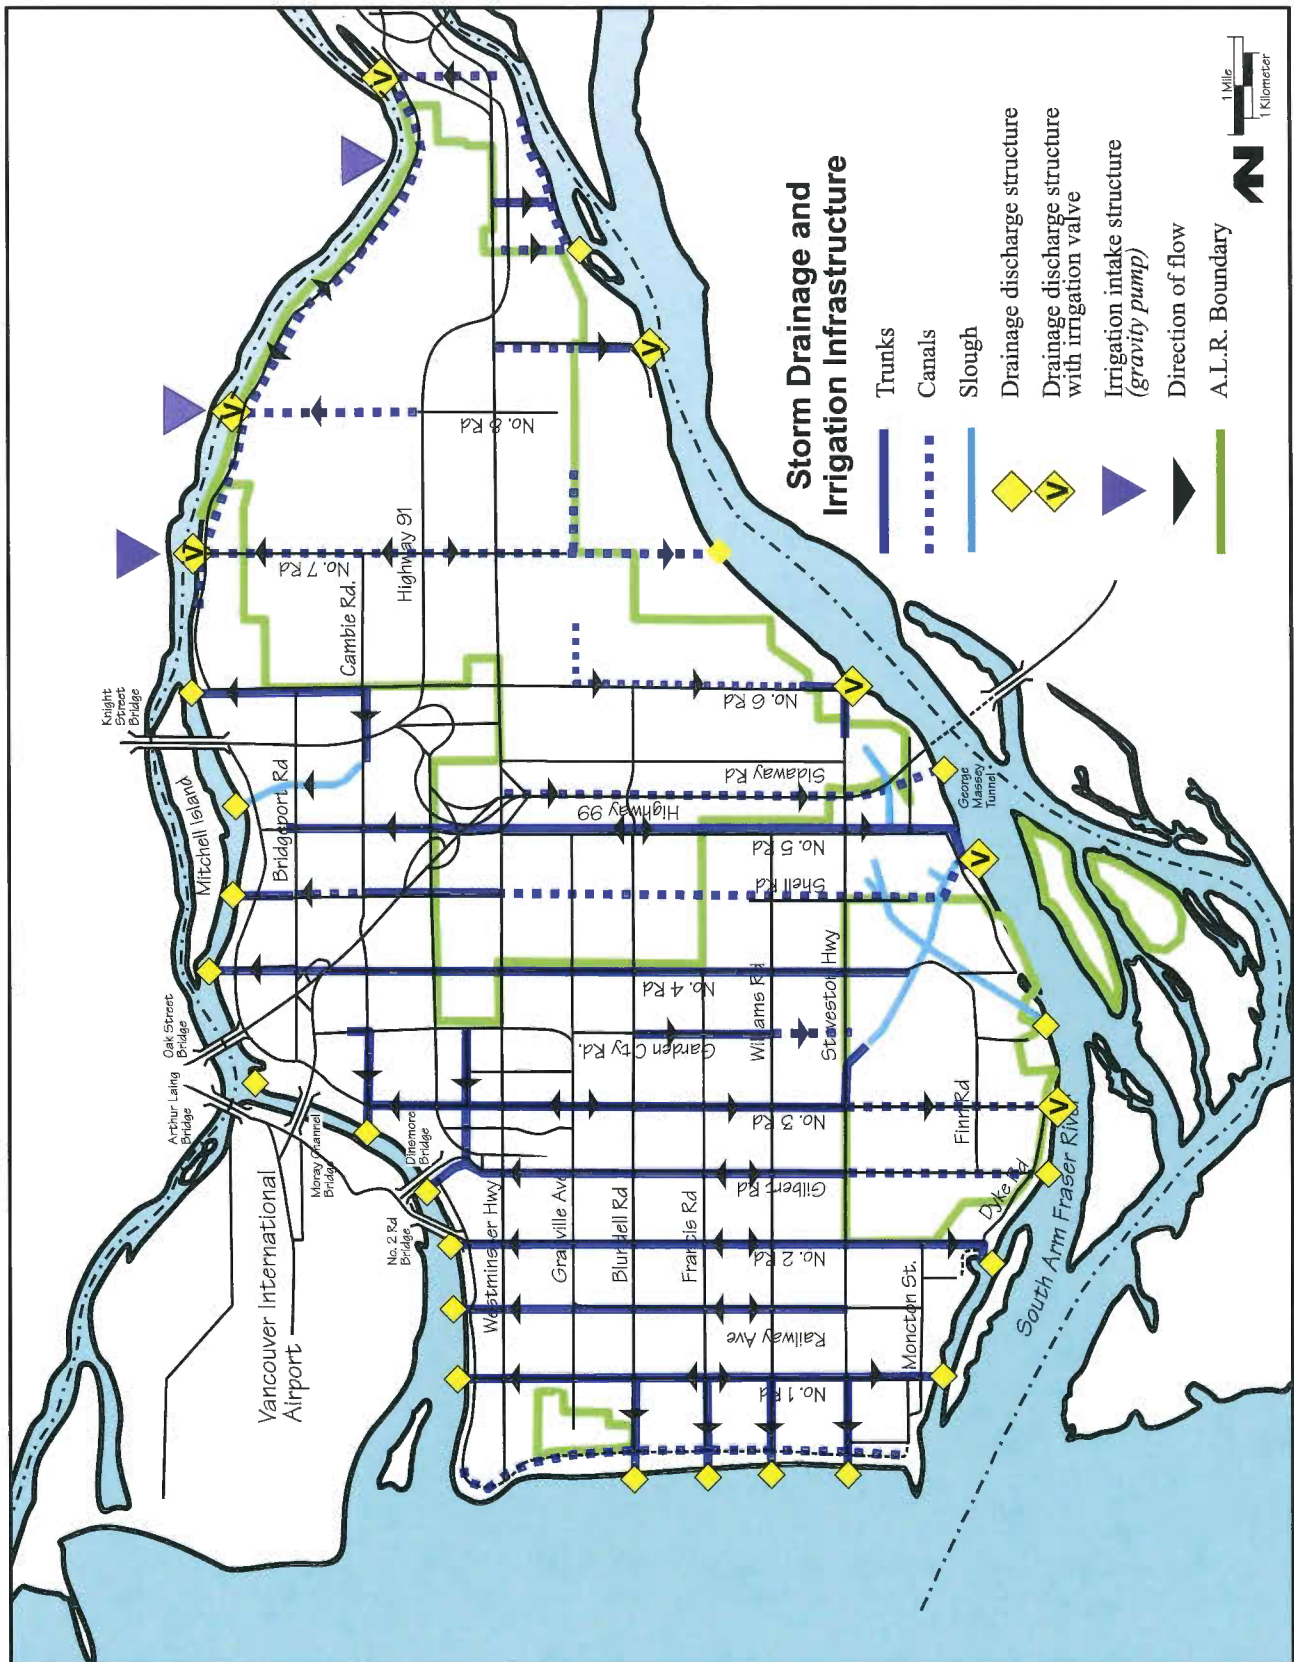 Storm Drainage and
Irrigation Infrastructure
Trunks
Canals
Slough
Drainage discharge structure
V
Drainage discharge structure
with irrigation valve
Irrigation intake structure
(gravity pump)
Direction of flow
A.L.R. Boundary
N
1 Mile
1 Kilometer
Vancouver International
Airport
Arthur Laing
Bridge
Oak Street
Bridge
Moray Channel
Bridge
Dinsmore
Bridge
No. 2 Rd
Bridge
Knight
Street
Bridge
Mitchell Island
Bridgeport Rd
Cambie Rd.
Highway 91
Westminster Hwy
Granville Ave
Blundell Rd
Francis Rd
Williams Rd
Steveston Hwy
Moncton St.
Finn Rd
Dyke Rd
South Arm Fraser River
George
Massey
Tunnel
No. 1 Rd
Railway Ave
No. 2 Rd
Gilbert Rd
No. 3 Rd
Garden City Rd.
No. 4 Rd
Shell Rd
No. 5 Rd
Highway 99
Sidaway Rd
No. 6 Rd
No. 7 Rd
No. 8 Rd
V
V
V
V
V
V
V
V